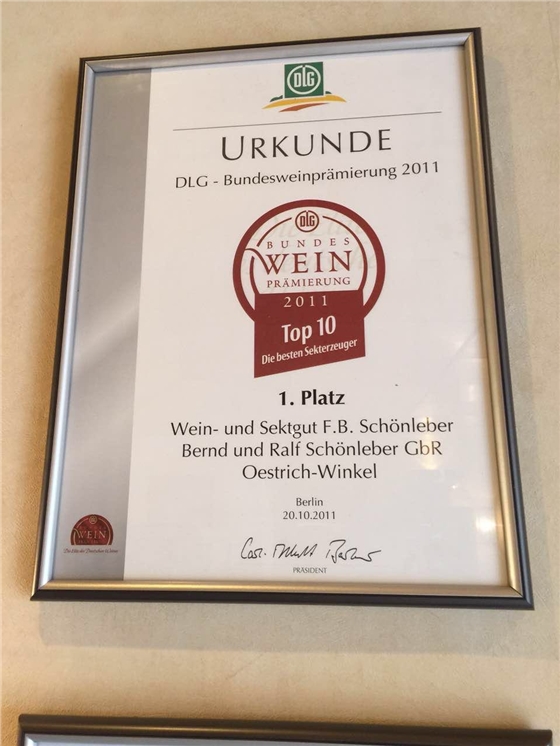 DLG
URKUNDE
DLG - Bundesweinprämierung 2011
DLG
BUNDES
WEIN
PRÄMIERUNG
2011
Top 10
Die besten Sekterzeuger
1. Platz
Wein- und Sektgut F.B. Schönleber
Bernd und Ralf Schönleber GbR
Oestrich-Winkel
Berlin
20.10.2011
PRÄSIDENT
WEIN